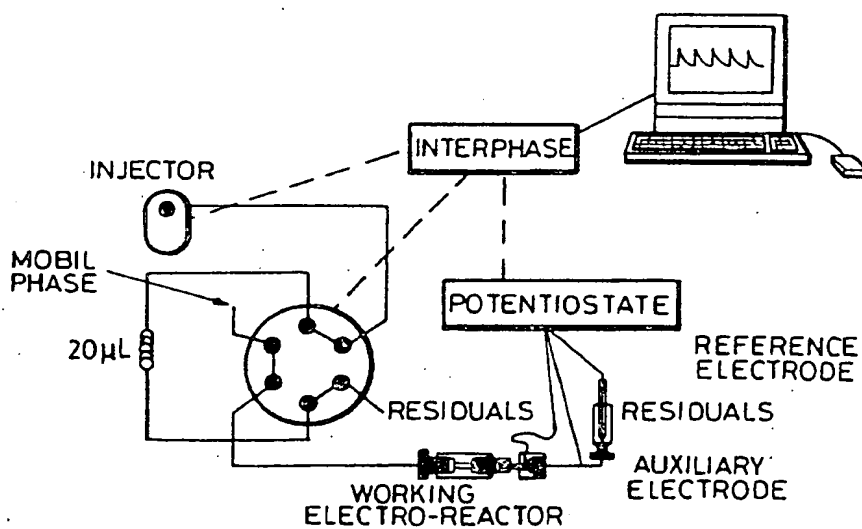 INTERPHASE
INJECTOR
MOBIL
PHASE
POTENTIOSTATE
20µL
REFERENCE
ELECTRODE
RESIDUALS
RESIDUALS
AUXILIARY
ELECTRODE
WORKING
ELECTRO-REACTOR